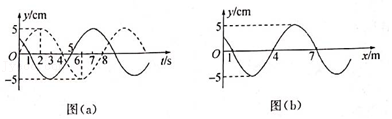 y/cm
5
O
1 2 3 4 5 6 7 8
t/s
-5
图(a)
y/cm
5
O
1 4 7
x/m
-5
图(b)